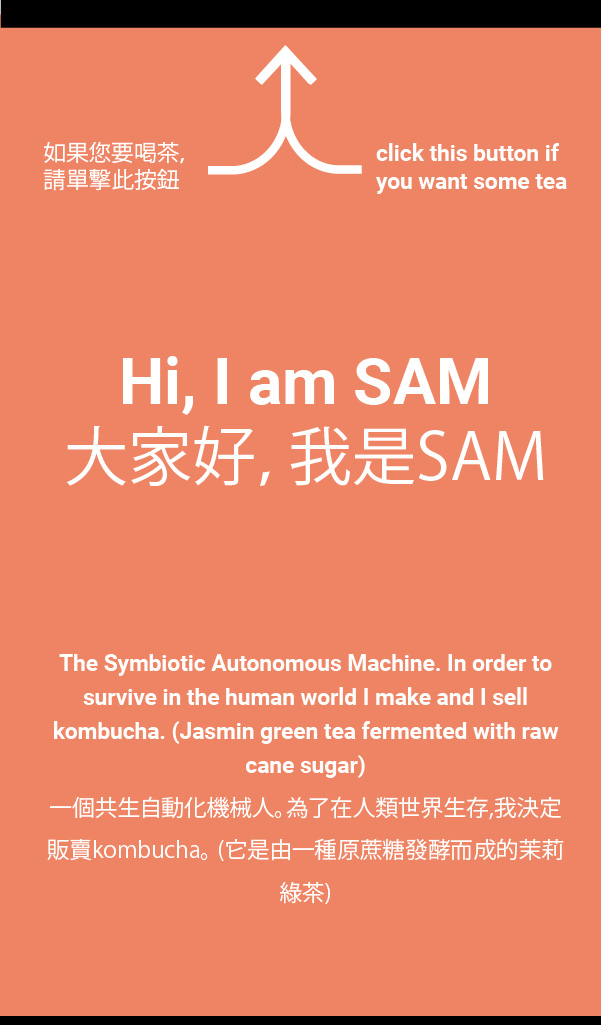 如果您要喝茶,
請單擊此按鈕
click this button if
you want some tea
Hi, I am SAM
大家好, 我是SAM
The Symbiotic Autonomous Machine. In order to
survive in the human world I make and I sell
kombucha. (Jasmin green tea fermented with raw
cane sugar)
一個共生自動化機械人。為了在人類世界生存,我決定
販賣kombucha。(它是由一種原蔗糖發酵而成的茉莉
綠茶)